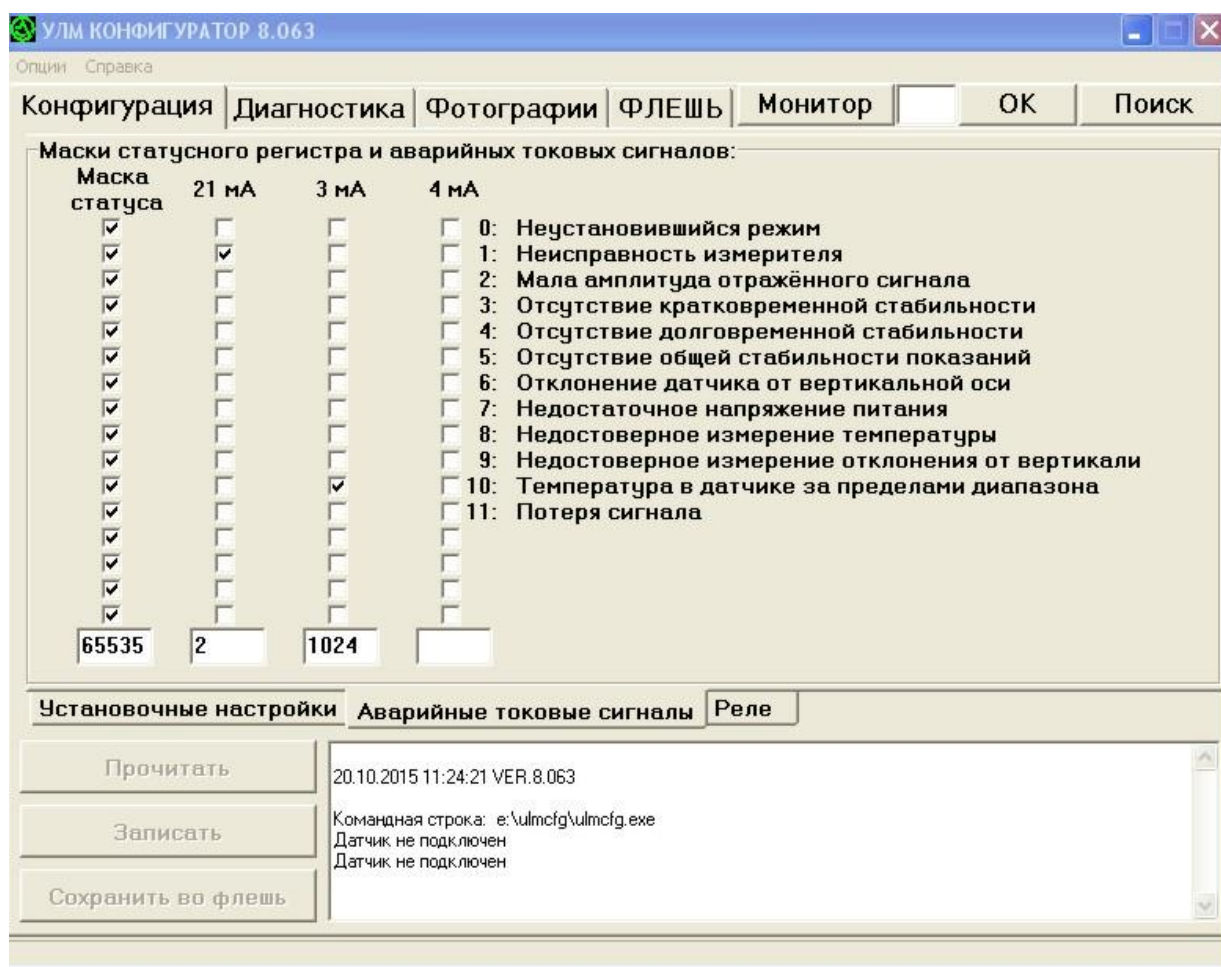 УЛМ КОНФИГУРАТОР 8.063
Опции Справка
Конфигурация Диагностика Фотографии ФЛЕШЬ Монитор OK Поиск
Маски статусного регистра и аварийных токовых сигналов:
Маска статуса 21 мА 3 мА 4 мА
0: Неустановившийся режим
1: Неисправность измерителя
2: Мала амплитуда отражённого сигнала
3: Отсутствие кратковременной стабильности
4: Отсутствие долговременной стабильности
5: Отсутствие общей стабильности показаний
6: Отклонение датчика от вертикальной оси
7: Недостаточное напряжение питания
8: Недостоверное измерение температуры
9: Недостоверное измерение отклонения от вертикали
10: Температура в датчике за пределами диапазона
11: Потеря сигнала
65535 2 1024
Установочные настройки Аварийные токовые сигналы Реле
Прочитать
Записать
Сохранить во флешь
20.10.2015 11:24:21 VER.8.063
Командная строка: e:\ulmcfg\ulmcfg.exe
Датчик не подключен
Датчик не подключен